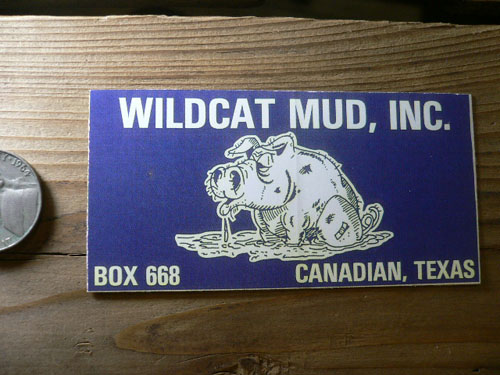 WILDCAT MUD, INC.
BOX 668
CANADIAN, TEXAS